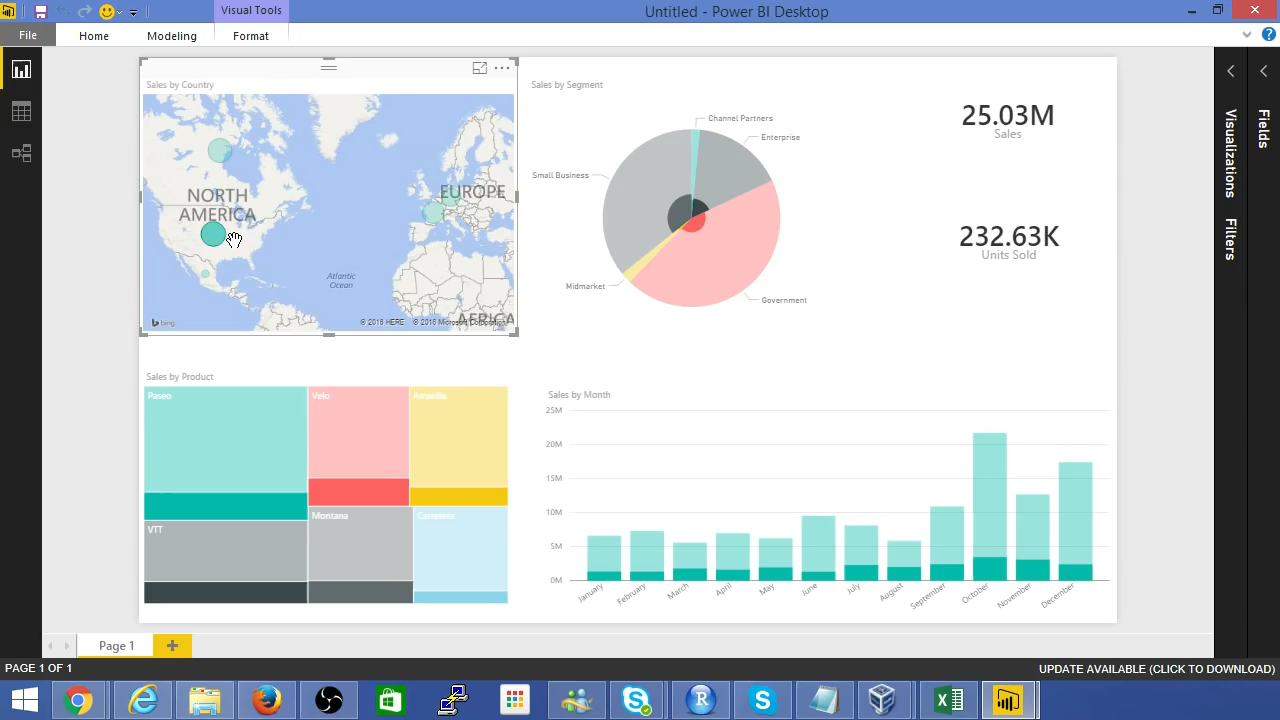 Visual Tools
Untitled - Power BI Desktop
File
Home
Modeling
Format
Sales by Country
NORTH
AMERICA
EUROPE
Atlantic
Ocean
AFRICA
bing
© 2016 HERE © 2016 Microsoft Corporation
Sales by Segment
Channel Partners
Enterprise
Small Business
Midmarket
Government
25.03M
Sales
232.63K
Units Sold
Visualizations
Filters
Fields
Sales by Product
Paseo
Velo
Amarilla
VTT
Montana
Carretera
Sales by Month
25M
20M
15M
10M
5M
0M
January
February
March
April
May
June
July
August
September
October
November
December
Page 1
PAGE 1 OF 1
UPDATE AVAILABLE (CLICK TO DOWNLOAD)